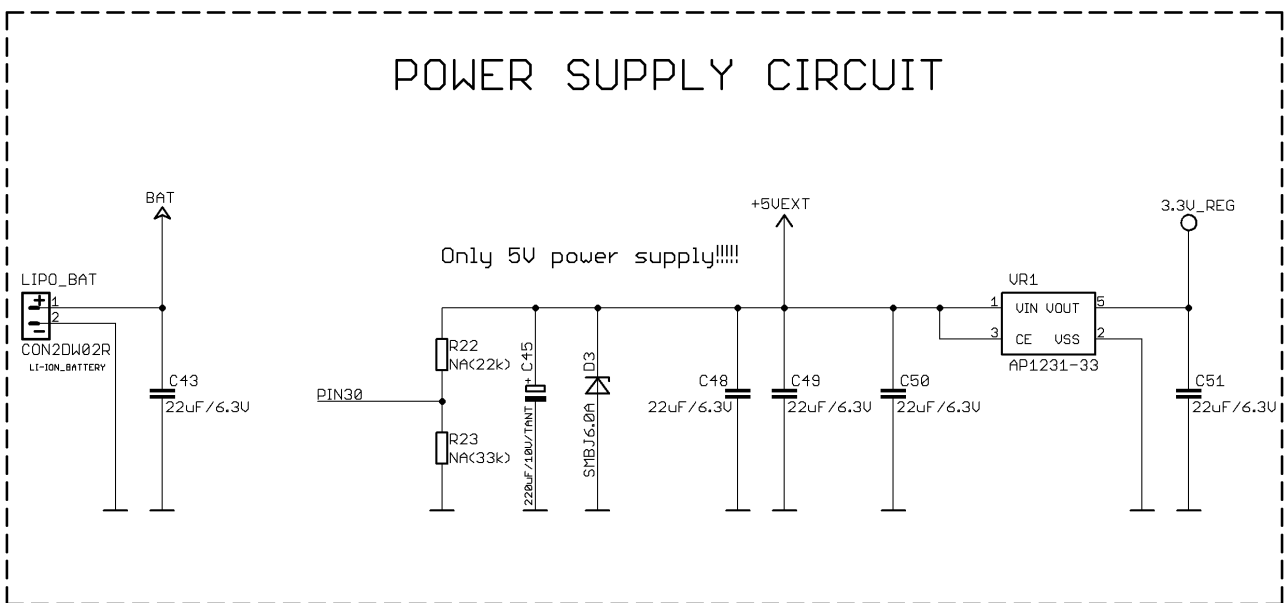 POWER SUPPLY CIRCUIT
BAT
+5VEXT
3.3V_REG
Only 5V power supply!!!!!
LIPO_BAT
VR1
+
1
2
-
1
VIN VOUT
5
3
CE VSS
2
CON2DW02R
LI-ION_BATTERY
AP1231-33
R22
NA(22k)
C45
+
220uF/10V/TANT
D3
SMBJ6.0A
C43
22uF/6.3V
PIN30
C48
22uF/6.3V
C49
22uF/6.3V
C50
22uF/6.3V
C51
22uF/6.3V
R23
NA(33k)